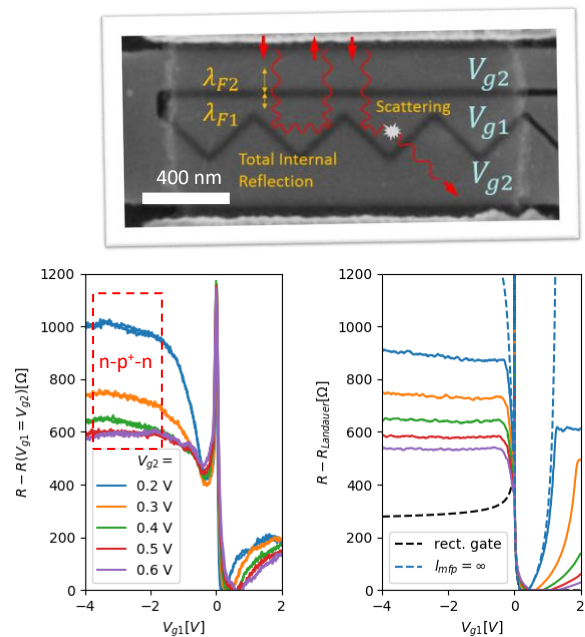 λF2
λF1
Scattering
Total Internal
Reflection
400 nm
Vg2
Vg1
Vg2
R − R(Vg1 = Vg2)[Ω]
1200
1000
800
600
400
200
0
n-p+-n
Vg2 =
0.2 V
0.3 V
0.4 V
0.5 V
0.6 V
−4 −2 0 2
Vg1[V]
R − RLandauer[Ω]
1200
1000
800
600
400
200
0
rect. gate
lmfp = ∞
−4 −2 0 2
Vg1[V]